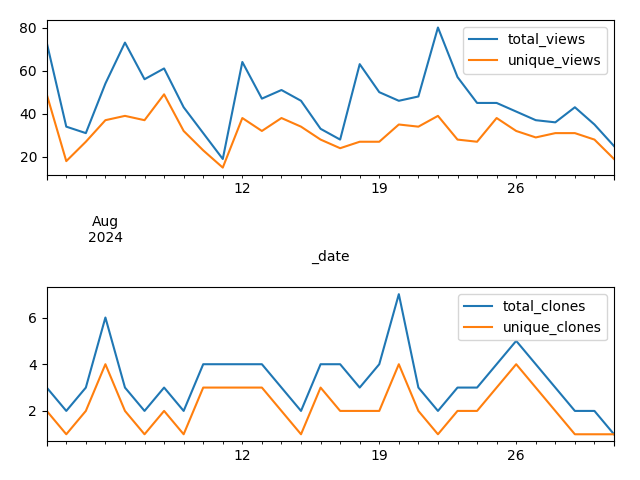 80
60
40
20
total_views
unique_views
12
19
26
Aug
2024
_date
6
4
2
total_clones
unique_clones
12
19
26